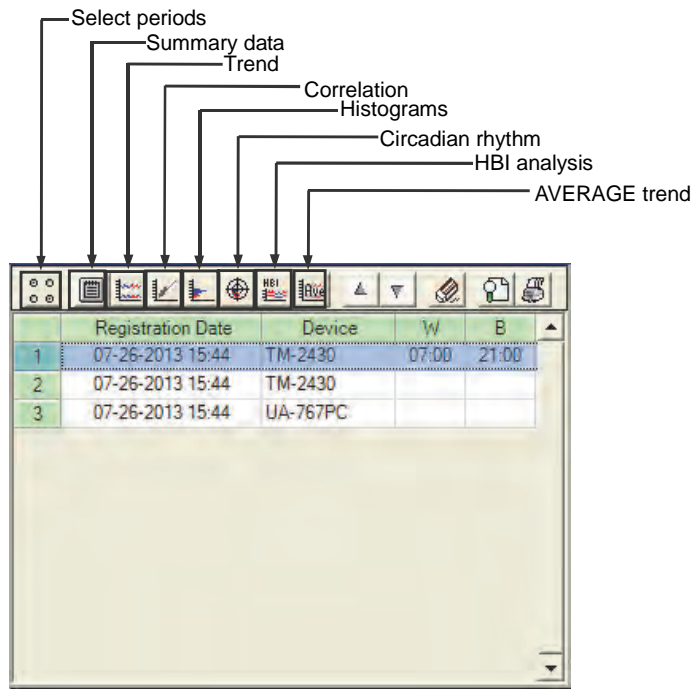 Select periods
Summary data
Trend
Correlation
Histograms
Circadian rhythm
HBI analysis
AVERAGE trend
HBI Ave
Registration Date Device W B
1 07-26-2013 15:44 TM-2430 07:00 21:00
2 07-26-2013 15:44 TM-2430
3 07-26-2013 15:44 UA-767PC